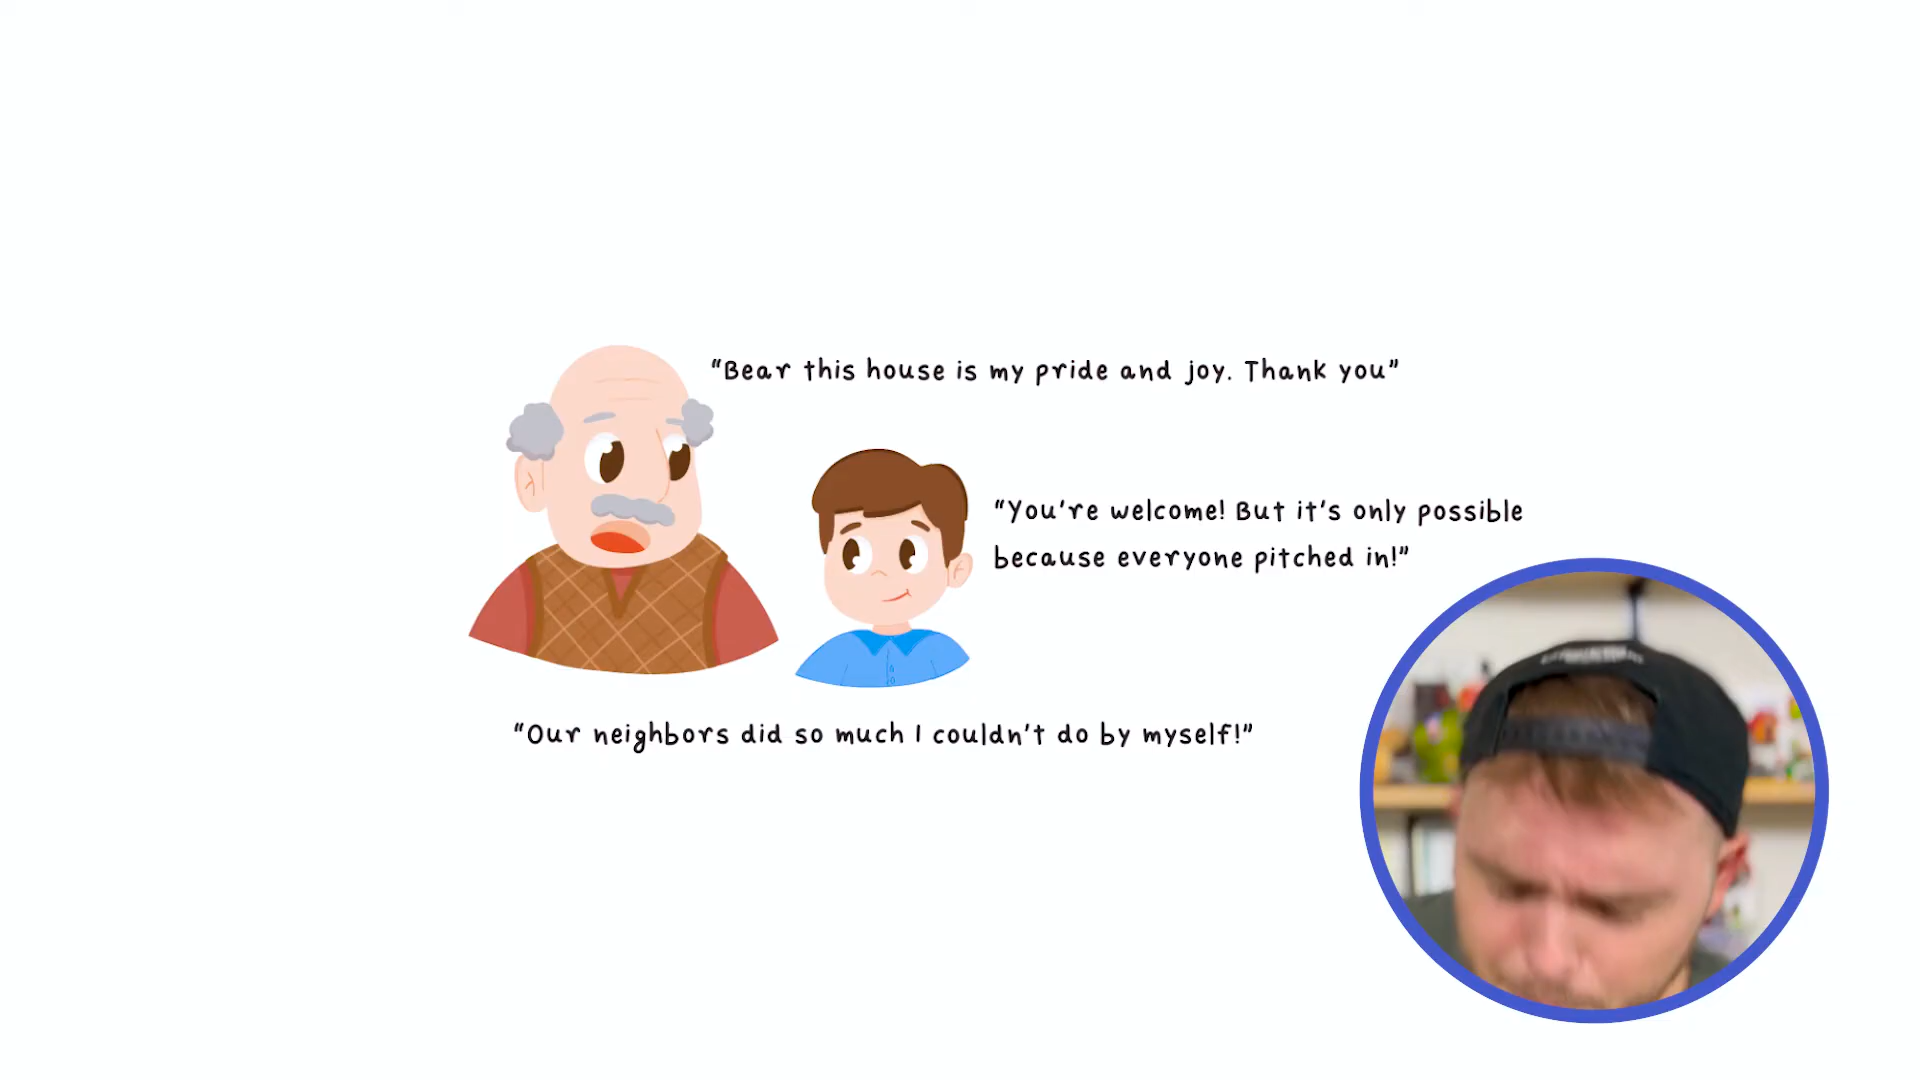 “Bear this house is my pride and joy. Thank you”
“You’re welcome! But it’s only possible
because everyone pitched in!”
“Our neighbors did so much I couldn’t do by myself!”